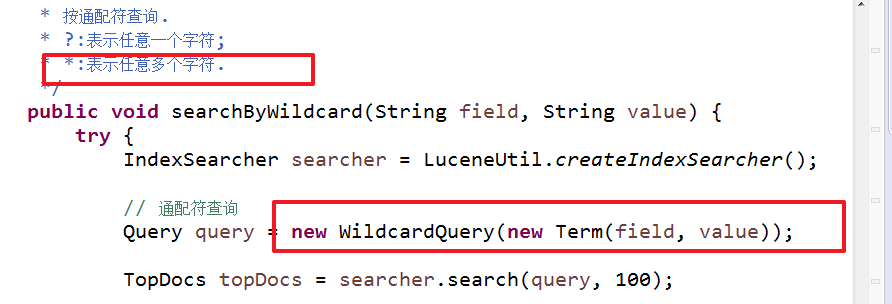 * 按通配符查询.
* ?:表示任意一个字符;
* *:表示任意多个字符.
*/
public void searchByWildcard(String field, String value) {
try {
IndexSearcher searcher = LuceneUtil.createIndexSearcher();
// 通配符查询
Query query = new WildcardQuery(new Term(field, value));
TopDocs topDocs = searcher.search(query, 100);